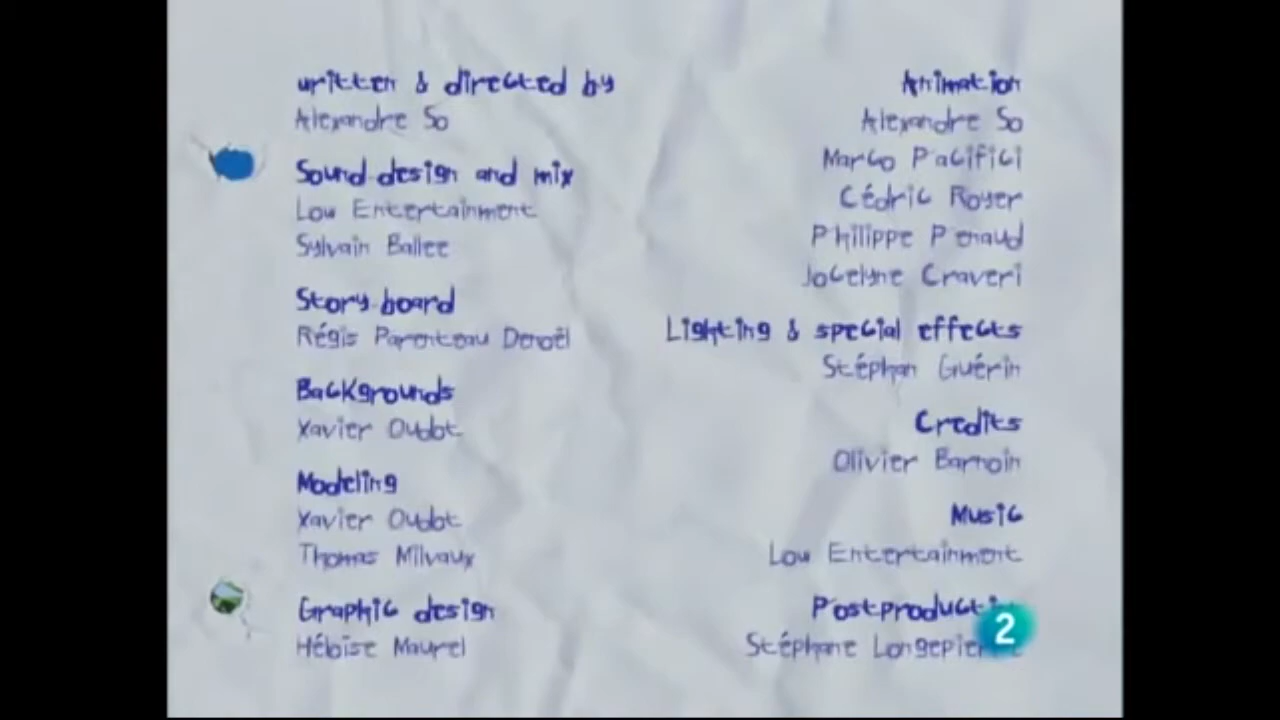 written & directed by
Alexandre So
Sound design and mix
Lou Entertainment
Sylvain Ballee
Story board
Régis Parenteau Denoël
Backgrounds
Xavier Oudot
Modeling
Xavier Oudot
Thomas Milvaux
Graphic design
Héloïse Maurel
Animation
Alexandre So
Marco Pacifici
Cédric Royer
Philippe Penaud
Jocelyne Craveri
Lighting & special effects
Stéphan Guérin
Credits
Olivier Barnoin
Music
Lou Entertainment
Stéphane
2